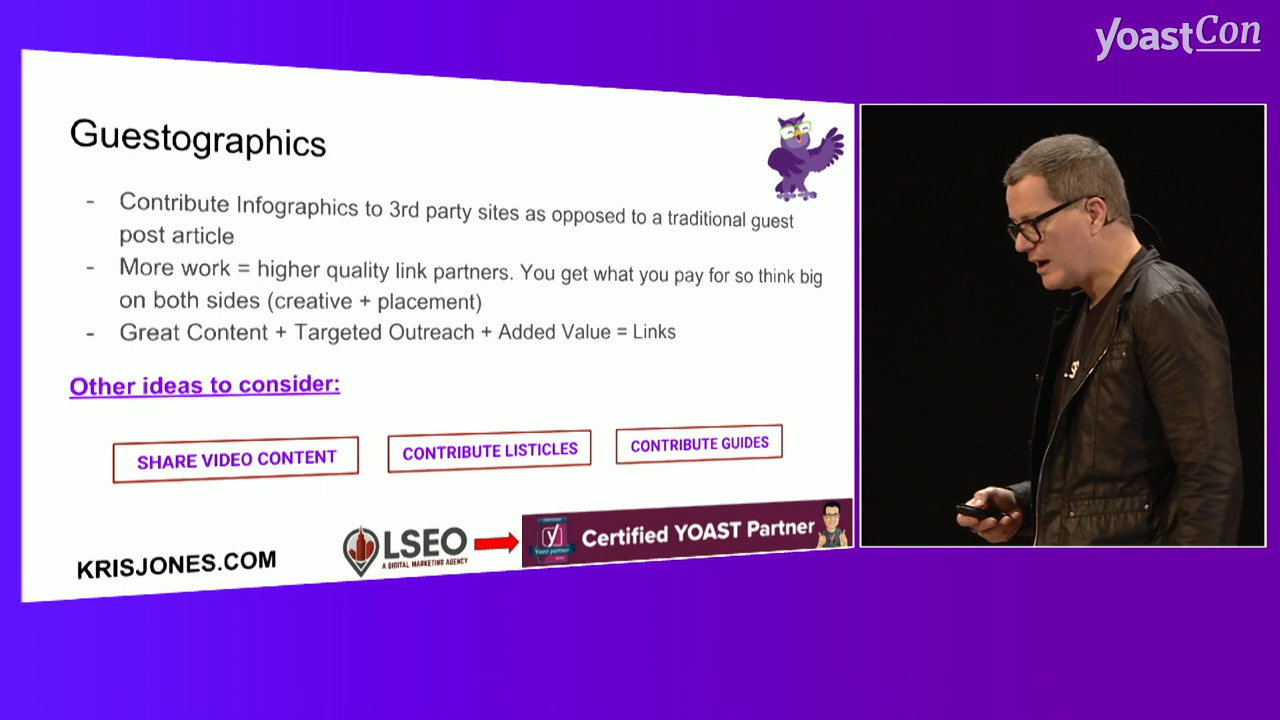 yoastCon
Guestographics
- Contribute Infographics to 3rd party sites as opposed to a traditional guest
post article
- More work = higher quality link partners. You get what you pay for so think big
on both sides (creative + placement)
- Great Content + Targeted Outreach + Added Value = Links
Other ideas to consider:
SHARE VIDEO CONTENT
CONTRIBUTE LISTICLES
CONTRIBUTE GUIDES
KRISJONES.COM
LSEO
A DIGITAL MARKETING AGENCY
CERTIFIED
y
Yoast partner
Certified YOAST Partner